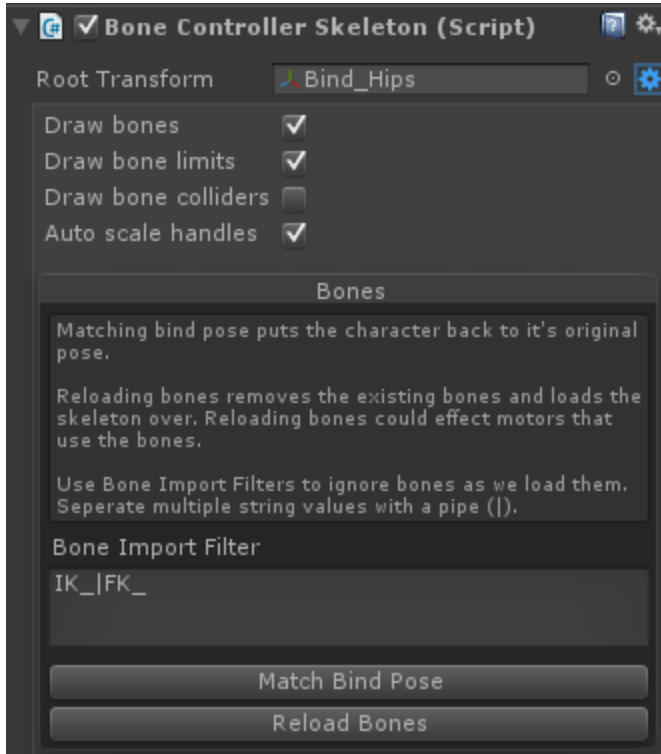 Bone Controller Skeleton (Script)
Root Transform Bind_Hips
Draw bones
Draw bone limits
Draw bone colliders
Auto scale handles
Bones
Matching bind pose puts the character back to it's original
pose.
Reloading bones removes the existing bones and loads the
skeleton over. Reloading bones could effect motors that
use the bones.
Use Bone Import Filters to ignore bones as we load them.
Seperate multiple string values with a pipe (|).
Bone Import Filter
IK_|FK_
Match Bind Pose
Reload Bones